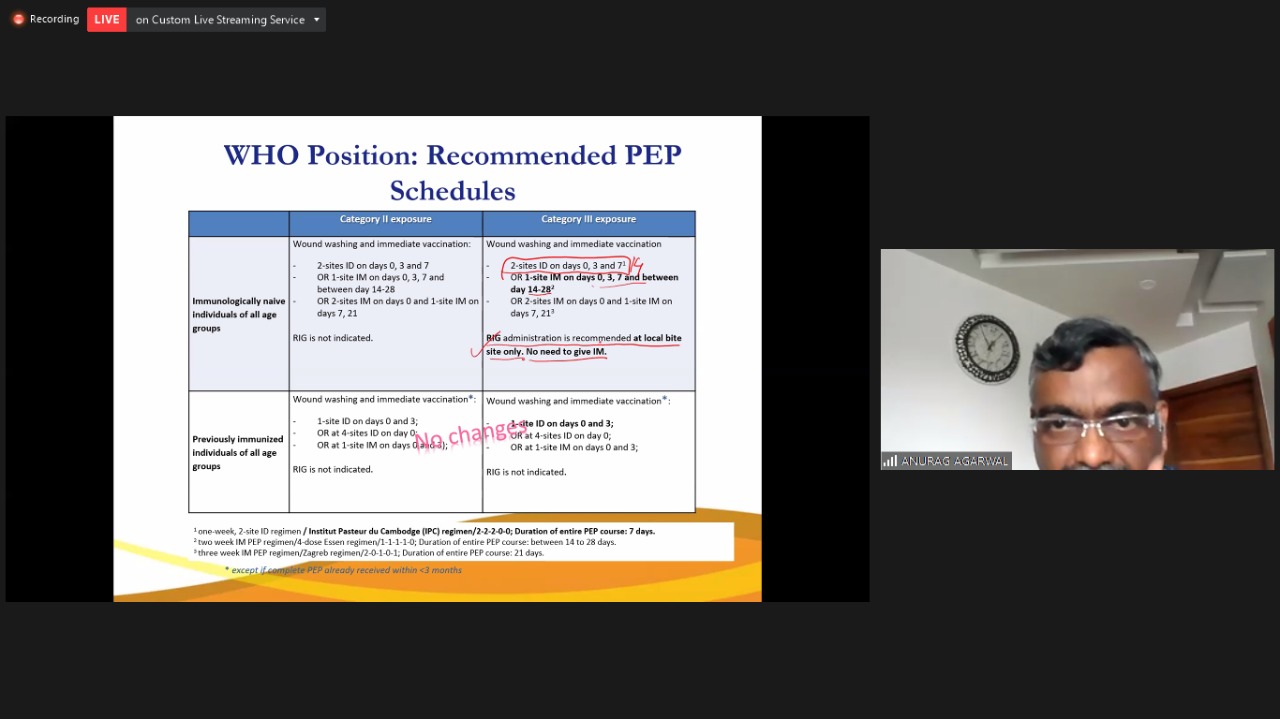 Recording
LIVE on Custom Live Streaming Service
WHO Position: Recommended PEP
Schedules
Category II exposure
Category III exposure
Immunologically naive
individuals of all age
groups
Wound washing and immediate vaccination:
- 2-sites ID on days 0, 3 and 7
- OR 1-site IM on days 0, 3, 7 and
between day 14-28
- OR 2-sites IM on days 0 and 1-site IM on
days 7, 21
RIG is not indicated.
Wound washing and immediate vaccination
- 2-sites ID on days 0, 3 and 7¹
- OR 1-site IM on days 0, 3, 7 and between
day 14-28²
- OR 2-sites IM on days 0 and 1-site IM on
days 7, 21³
RIG administration is recommended at local bite
site only. No need to give IM.
Previously immunized
individuals of all age
groups
Wound washing and immediate vaccination*:
- 1-site ID on days 0 and 3;
- OR at 4-sites ID on day 0;
- OR at 1-site IM on days 0 and 3;
RIG is not indicated.
Wound washing and immediate vaccination*:
- 1-site ID on days 0 and 3;
- OR at 4-sites ID on day 0;
- OR at 1-site IM on days 0 and 3;
RIG is not indicated.
No changes
¹ one-week, 2-site ID regimen / Institut Pasteur du Cambodge (IPC) regimen/2-2-2-0-0; Duration of entire PEP course: 7 days.
² two week IM PEP regimen/4-dose Essen regimen/1-1-1-1-0; Duration of entire PEP course: between 14 to 28 days.
³ three week IM PEP regimen/Zagreb regimen/2-0-1-0-1; Duration of entire PEP course: 21 days.
* except if complete PEP already received within <3 months
ANURAG AGARWAL